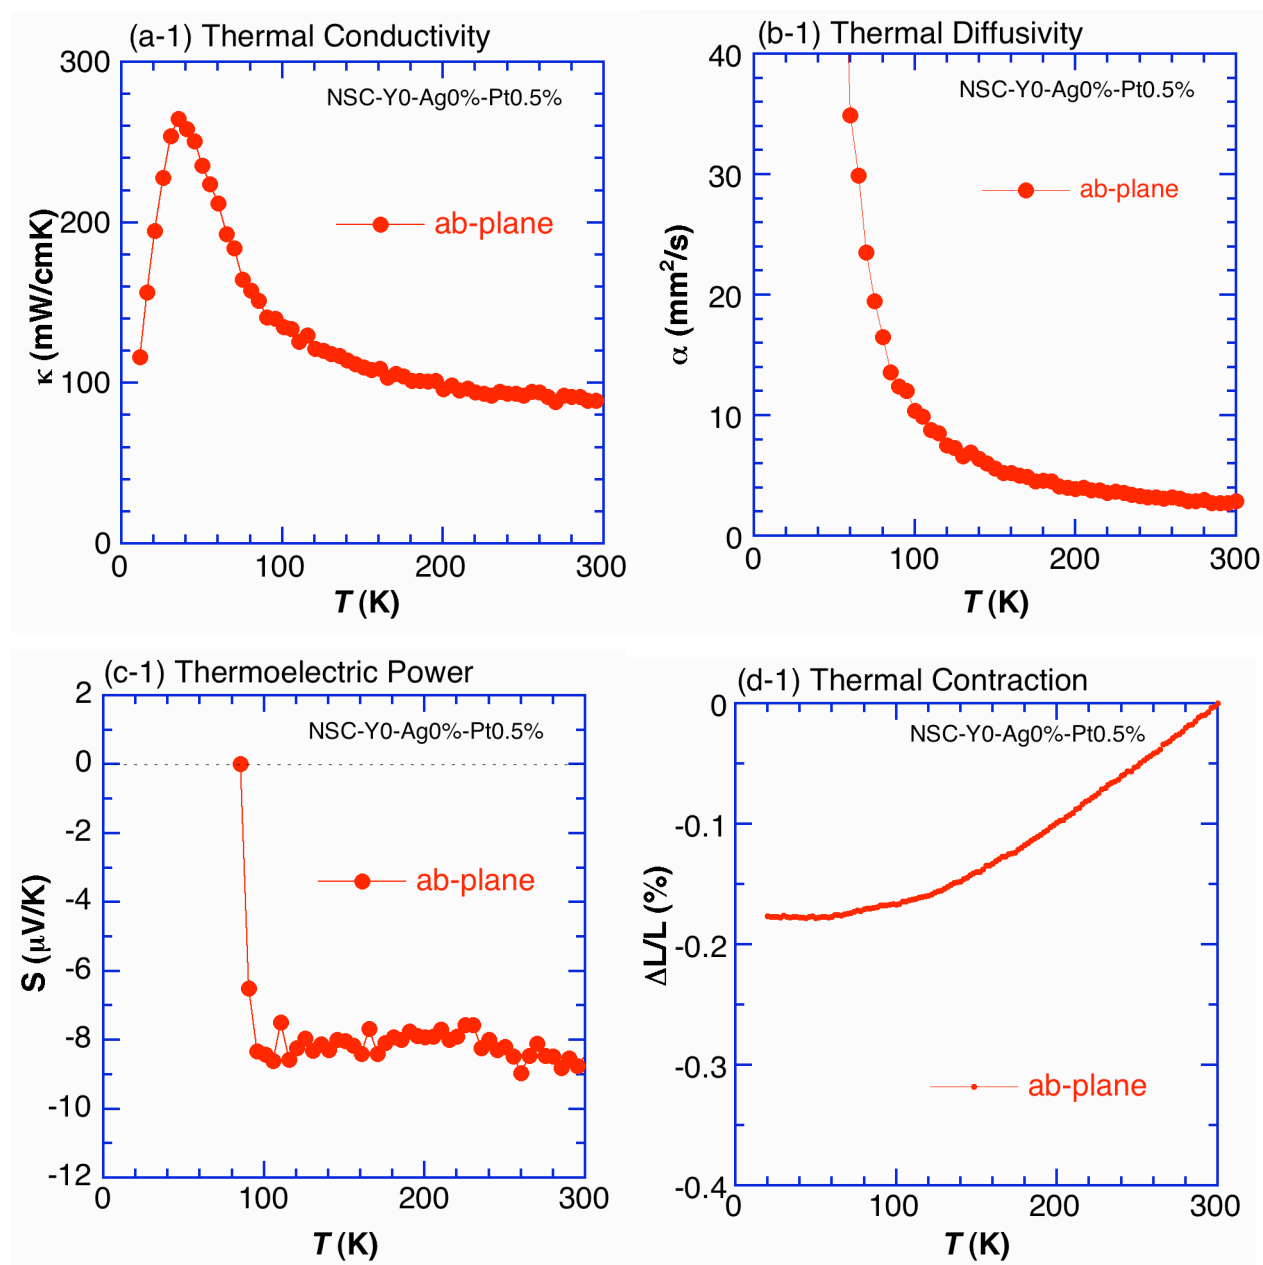 (a-1) Thermal Conductivity
300
NSC-Y0-Ag0%-Pt0.5%
200
ab-plane
κ (mW/cmK)
100
0
0 100 200 300
T (K)
(b-1) Thermal Diffusivity
40
NSC-Y0-Ag0%-Pt0.5%
30
ab-plane
α (mm²/s)
20
10
0
0 100 200 300
T (K)
(c-1) Thermoelectric Power
2
NSC-Y0-Ag0%-Pt0.5%
0
-2
ab-plane
-4
S (μV/K)
-6
-8
-10
-12
0 100 200 300
T (K)
(d-1) Thermal Contraction
0
NSC-Y0-Ag0%-Pt0.5%
-0.1
ΔL/L (%)
-0.2
-0.3
ab-plane
-0.4
0 100 200 300
T (K)